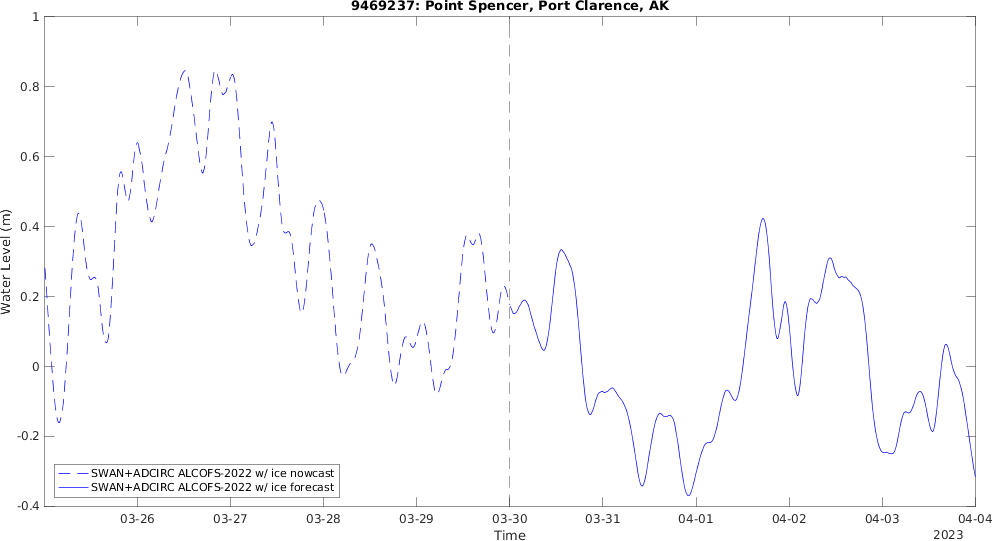 9469237: Point Spencer, Port Clarence, AK
1
0.8
0.6
0.4
0.2
0
-0.2
-0.4
Water Level (m)
SWAN+ADCIRC ALCOFS-2022 w/ ice nowcast
SWAN+ADCIRC ALCOFS-2022 w/ ice forecast
03-26 03-27 03-28 03-29 03-30 03-31 04-01 04-02 04-03 04-04
Time
2023